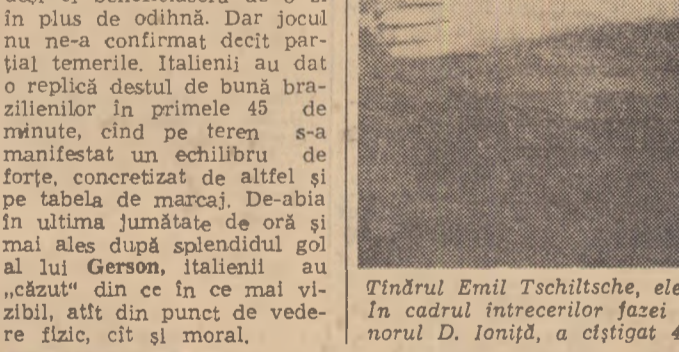 în plus de odihnă. Dar jocul
nu ne-a confirmat decît par-
țial temerile. Italienii au dat
o replică destul de bună bra-
zilienilor în primele 45 de
minute, cînd pe teren s-a
manifestat un echilibru de
forțe, concretizat de altfel și
pe tabela de marcaj. De-abia
în ultima jumătate de oră și
mai ales după splendidul gol
al lui Gerson, italienii au
„căzut“ din ce în ce mai vi-
zibil, atît din punct de vede-
re fizic, cît și moral.
Tînărul Emil Tschiltsche, ele
În cadrul întrecerilor fazei
norul D. Ioniță, a cîștigat 4